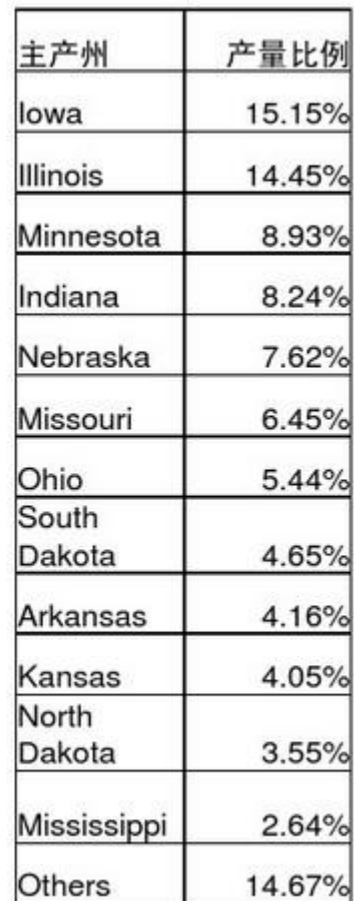 主产州 产量比例
Iowa 15.15%
Illinois 14.45%
Minnesota 8.93%
Indiana 8.24%
Nebraska 7.62%
Missouri 6.45%
Ohio 5.44%
South
Dakota 4.65%
Arkansas 4.16%
Kansas 4.05%
North
Dakota 3.55%
Mississippi 2.64%
Others 14.67%